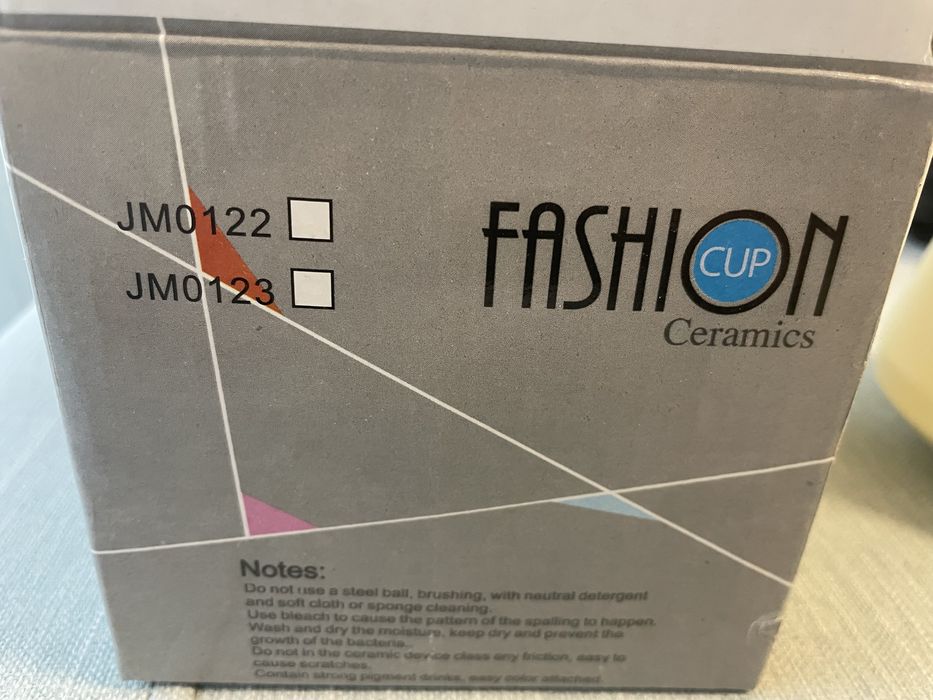 JM0122
JM0123
FASHION
CUP
Ceramics
Notes:
Do not use a steel ball, brushing, with neutral detergent
and soft cloth or sponge cleaning.
Use bleach to cause the pattern of the spalling to happen.
Wash and dry the moisture, keep dry and prevent the
growth of the bacteria..
Do not in the ceramic device class any friction, easy to
cause scratches.
Contain strong pigment drinks, easy color attached.